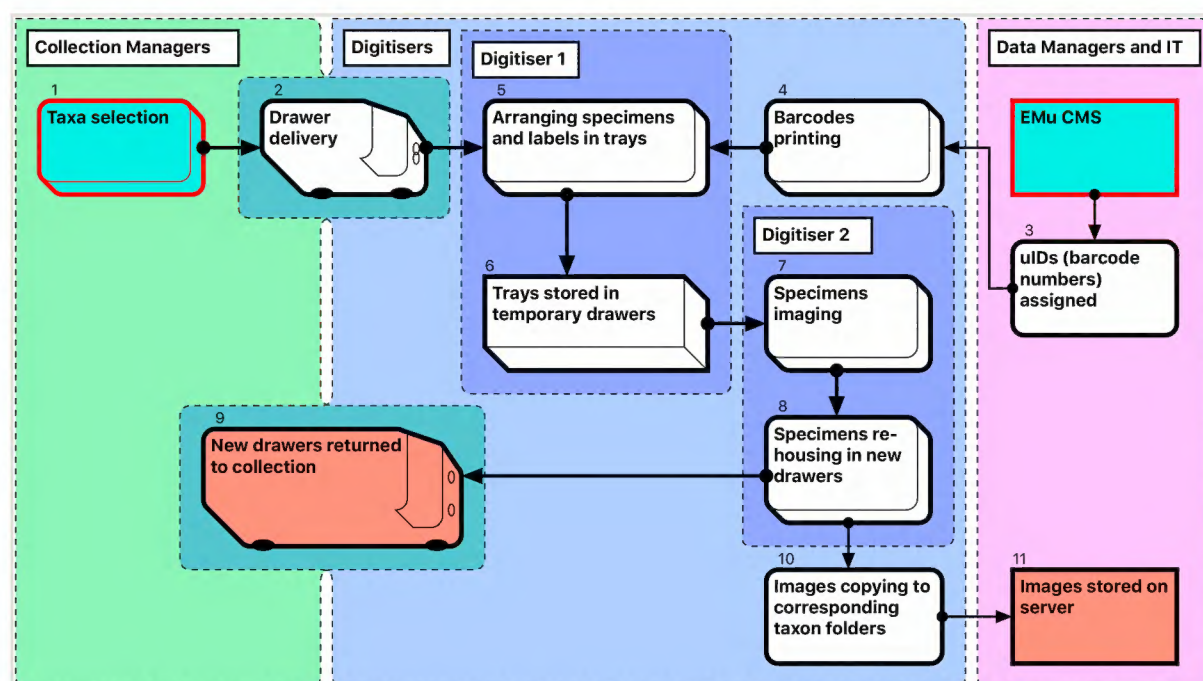 Collection Managers
Digitisers
Digitiser 1
Data Managers and IT
1
Taxa selection
2
Drawer
delivery
5
Arranging specimens
and labels in trays
4
Barcodes
printing
EMu CMS
3
uIDs (barcode
numbers)
assigned
Digitiser 2
6
Trays stored in
temporary drawers
7
Specimens
imaging
8
Specimens re-
housing in new
drawers
9
New drawers returned
to collection
10
Images copying to
corresponding
taxon folders
11
Images stored on
server